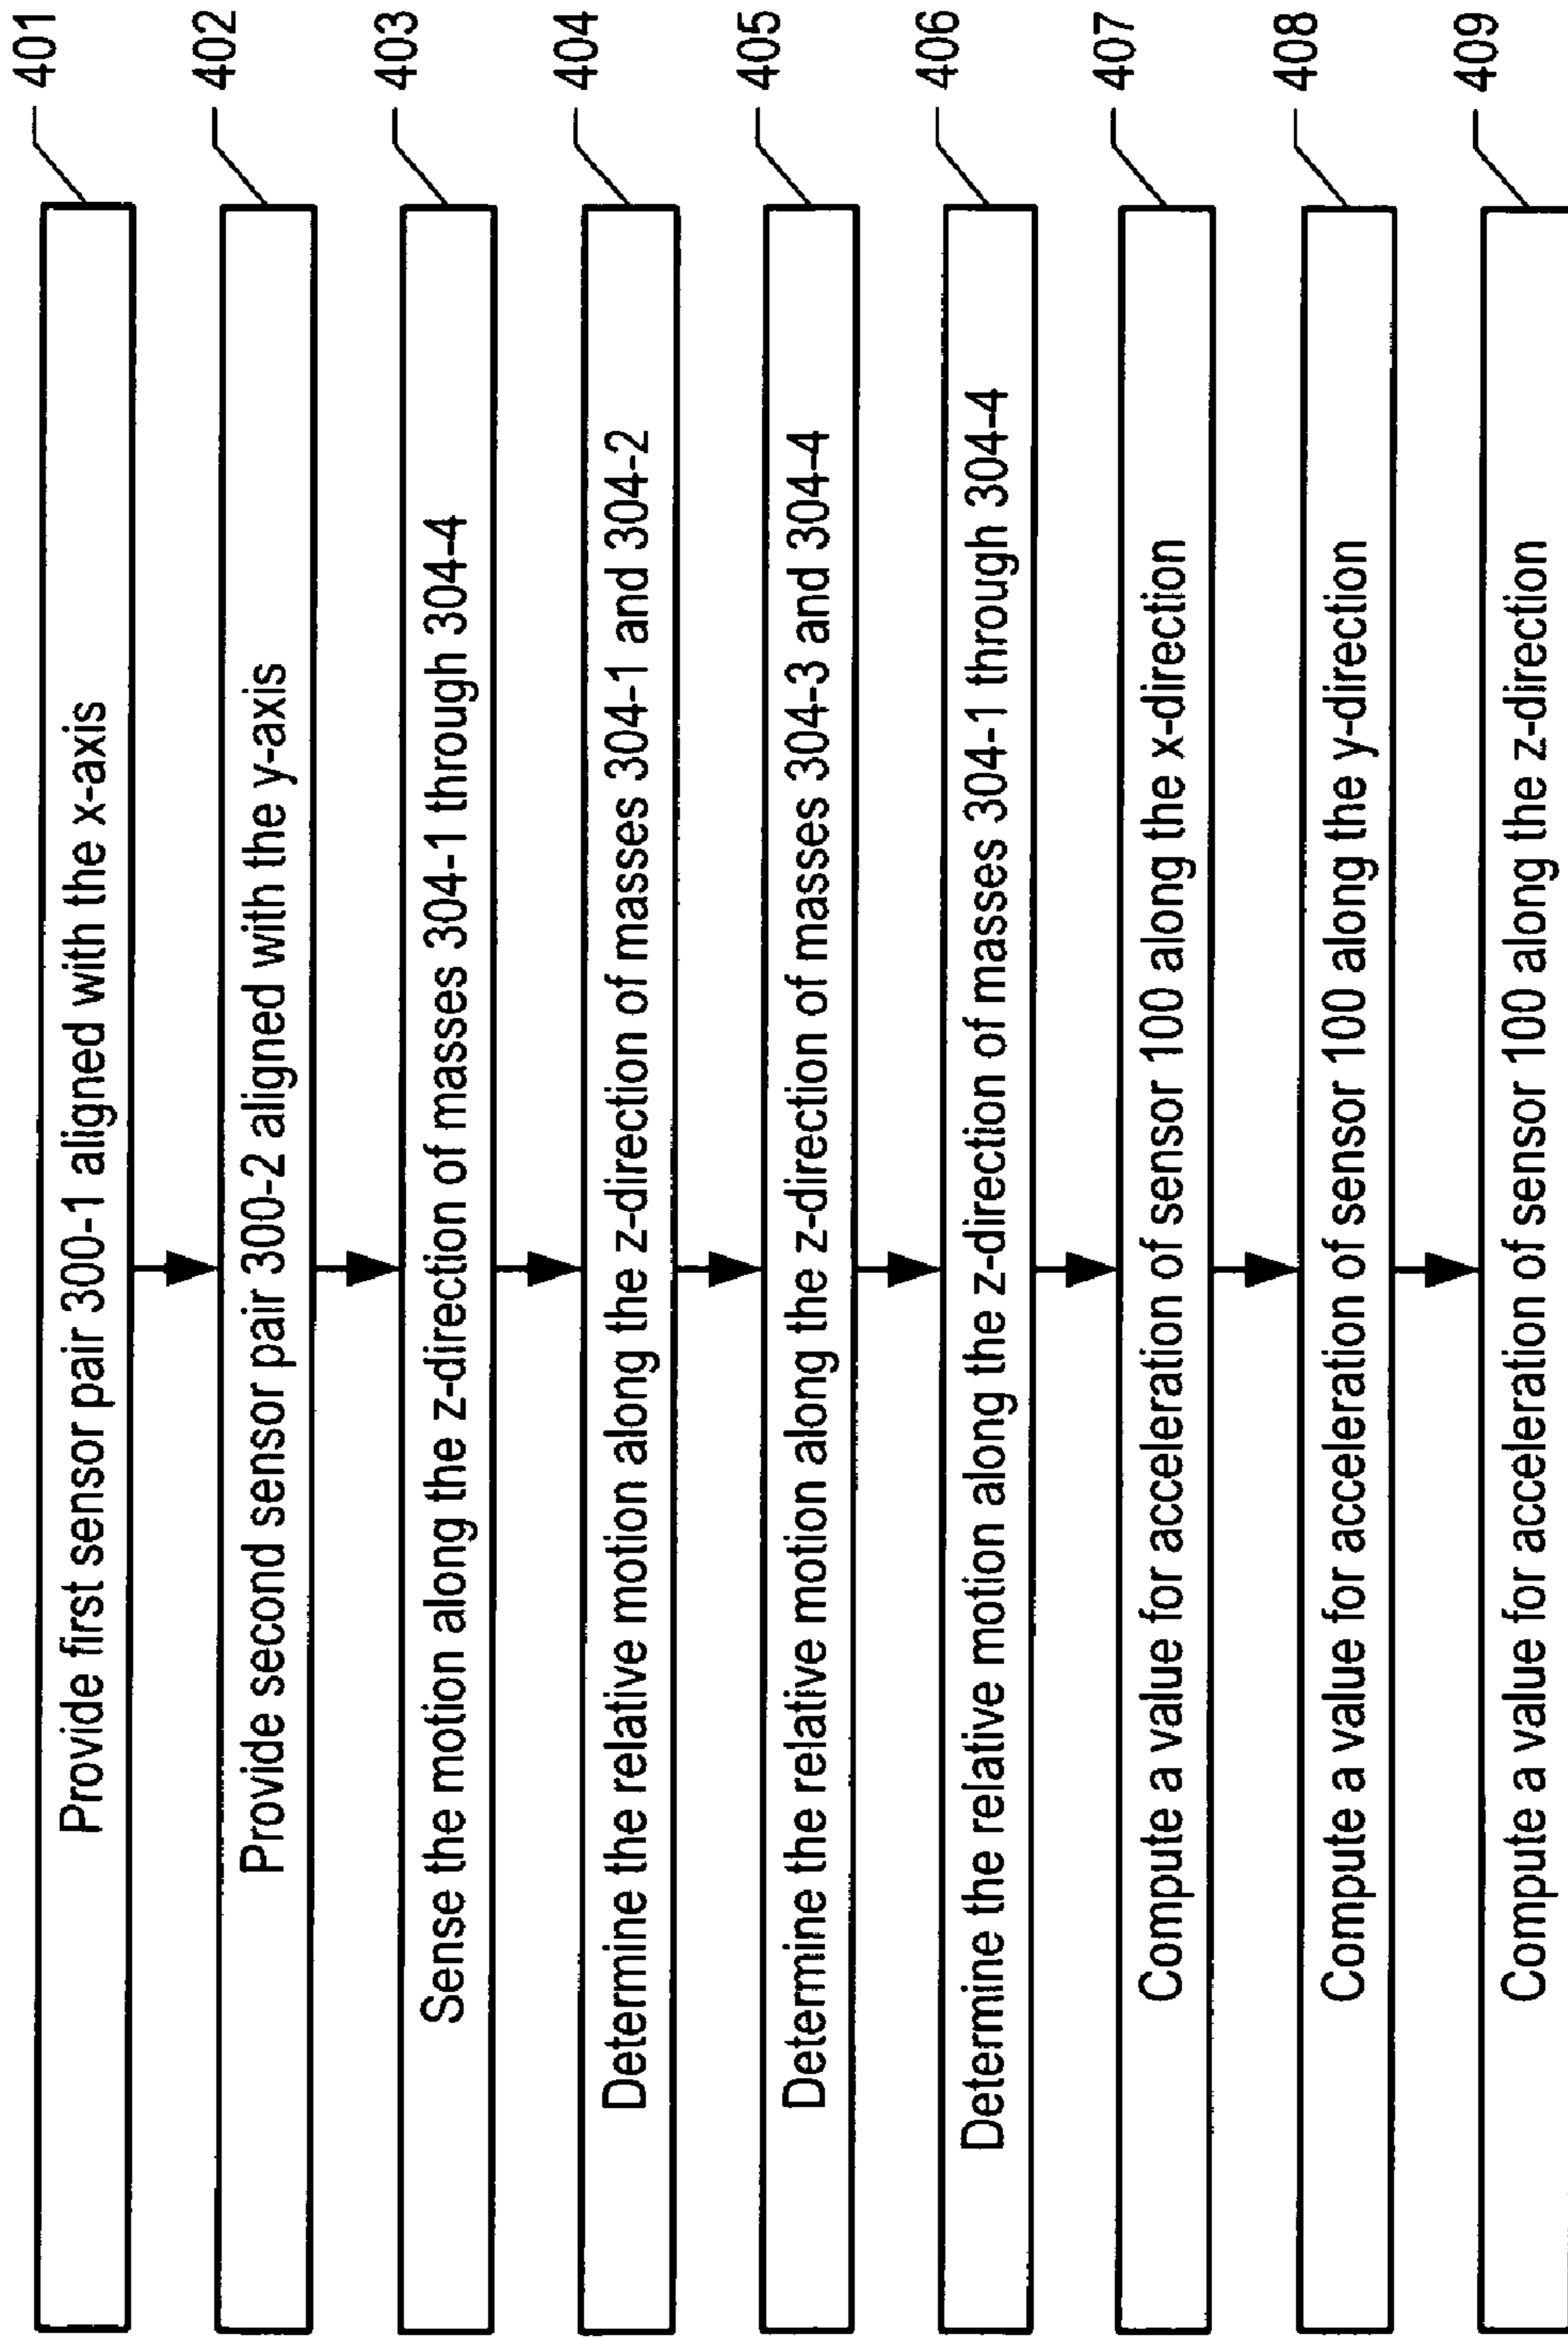 401
Provide first sensor pair 300-1 aligned with the x-axis
402
Provide second sensor pair 300-2 aligned with the y-axis
403
Sense the motion along the z-direction of masses 304-1 through 304-4
404
Determine the relative motion along the z-direction of masses 304-1 and 304-2
405
Determine the relative motion along the z-direction of masses 304-3 and 304-4
406
Determine the relative motion along the z-direction of masses 304-1 through 304-4
407
Compute a value for acceleration of sensor 100 along the x-direction
408
Compute a value for acceleration of sensor 100 along the y-direction
409
Compute a value for acceleration of sensor 100 along the z-direction